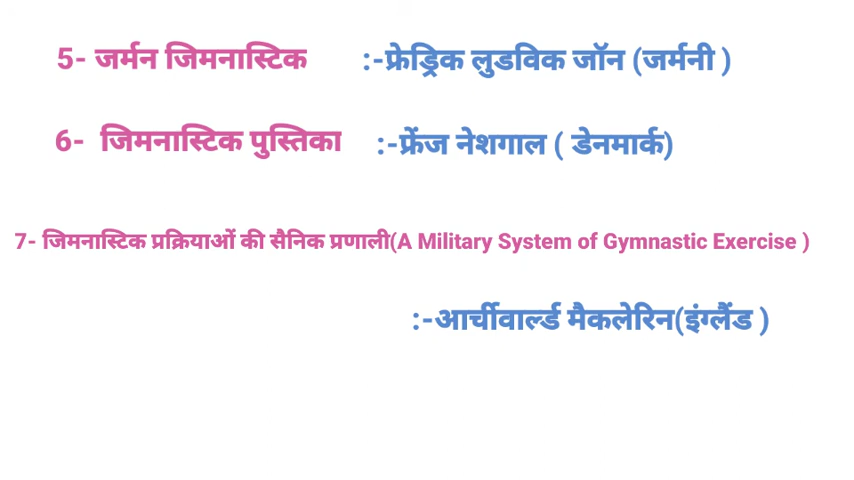 5- जर्मन जिमनास्टिक :-फ्रेड्रिक लुडविक जॉन (जर्मनी )
6- जिमनास्टिक पुस्तिका :-फ्रेंज नेशगाल ( डेनमार्क)
7- जिमनास्टिक प्रक्रियाओं की सैनिक प्रणाली(A Military System of Gymnastic Exercise )
:-आर्चीवार्ल्ड मैकलेरिन(इंग्लैंड )